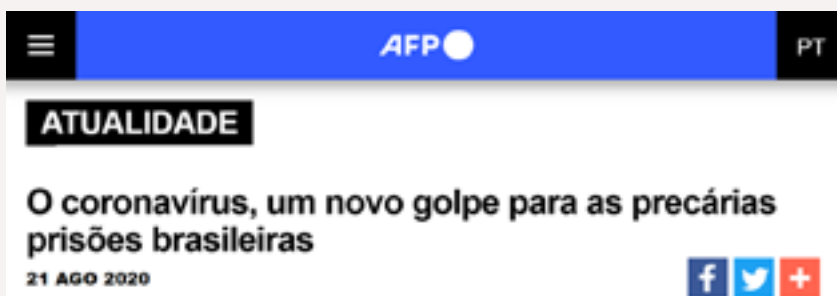 AFP
PT
ATUALIDADE
O coronavírus, um novo golpe para as precárias
prisões brasileiras
21 AGO 2020